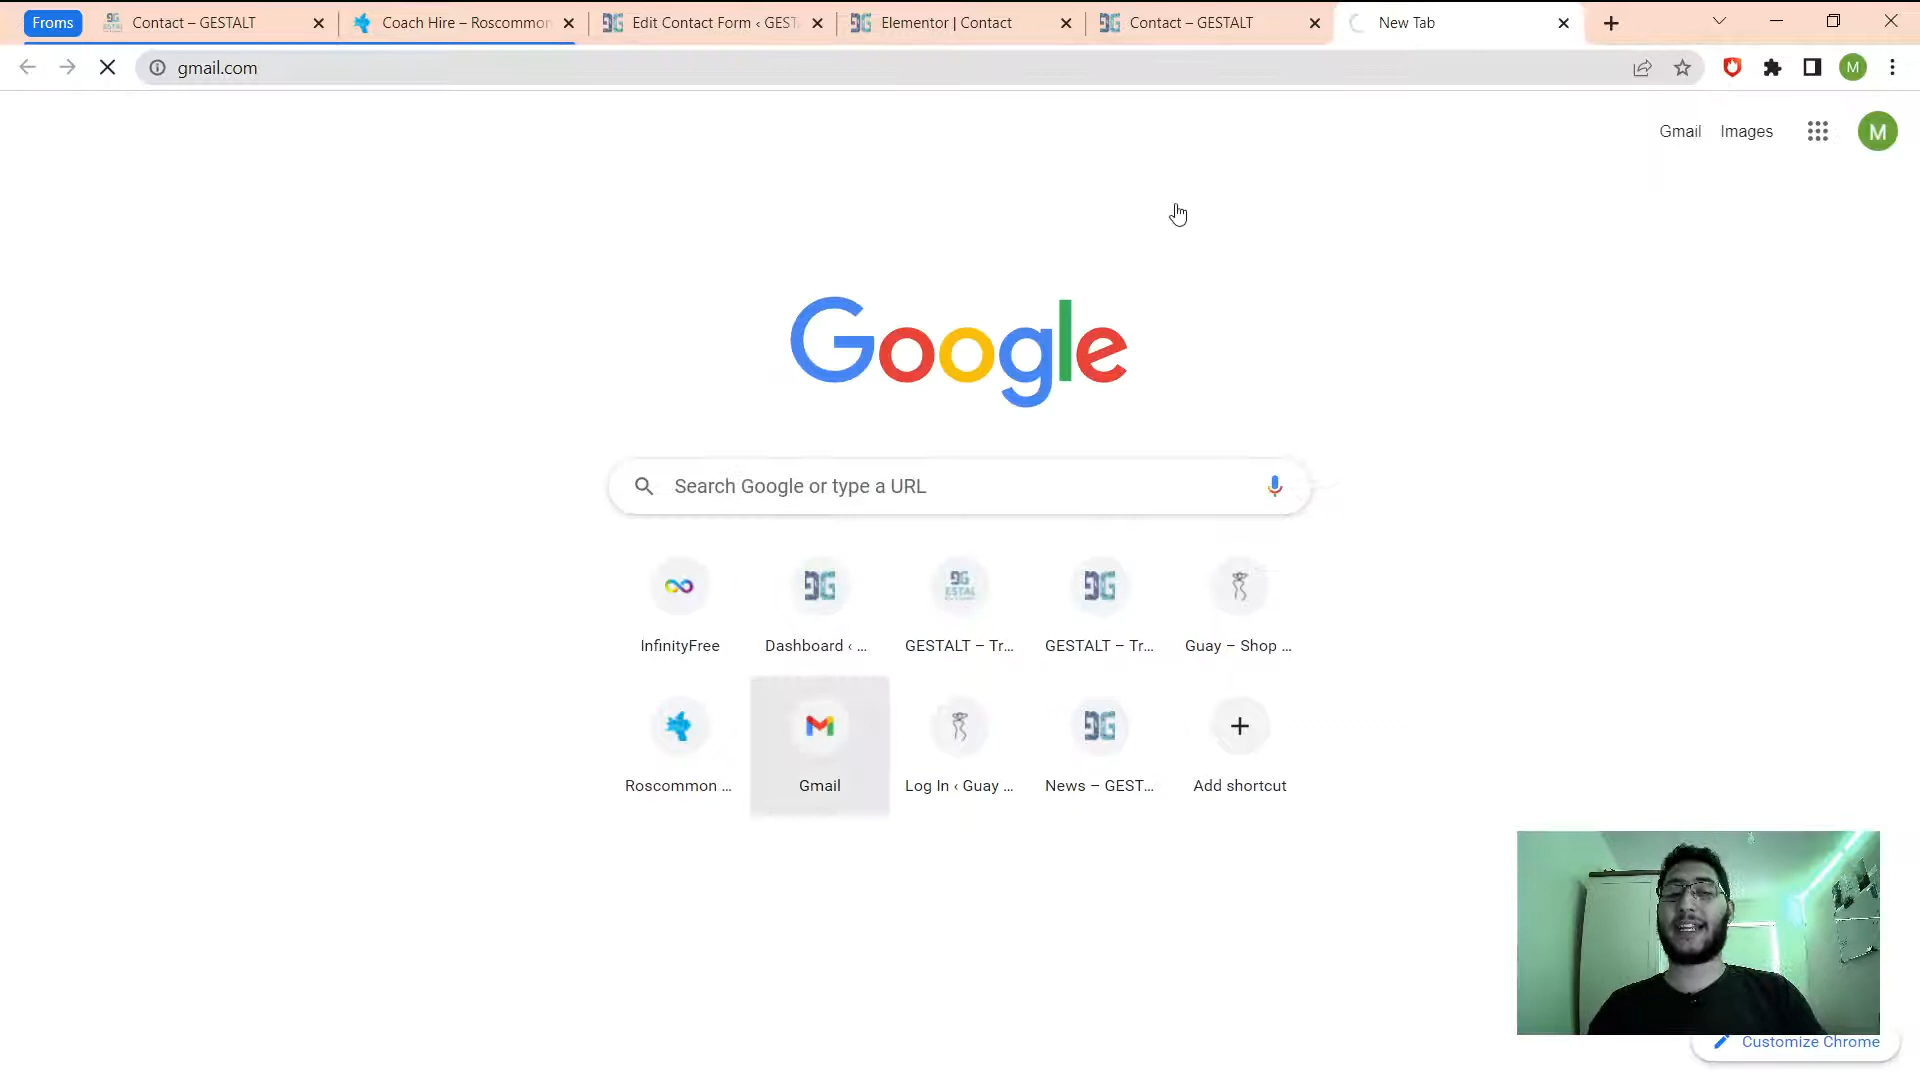 Froms
Contact – GESTALT
Coach Hire – Roscommon
Edit Contact Form ‹ GEST
Elementor | Contact
Contact – GESTALT
New Tab
gmail.com
M
Gmail
Images
M
Google
Search Google or type a URL
InfinityFree
Dashboard ‹ ...
GESTALT – Tr...
GESTALT – Tr...
Guay – Shop ...
Roscommon ...
Gmail
Log In ‹ Guay ...
News – GEST...
Add shortcut
Customize Chrome